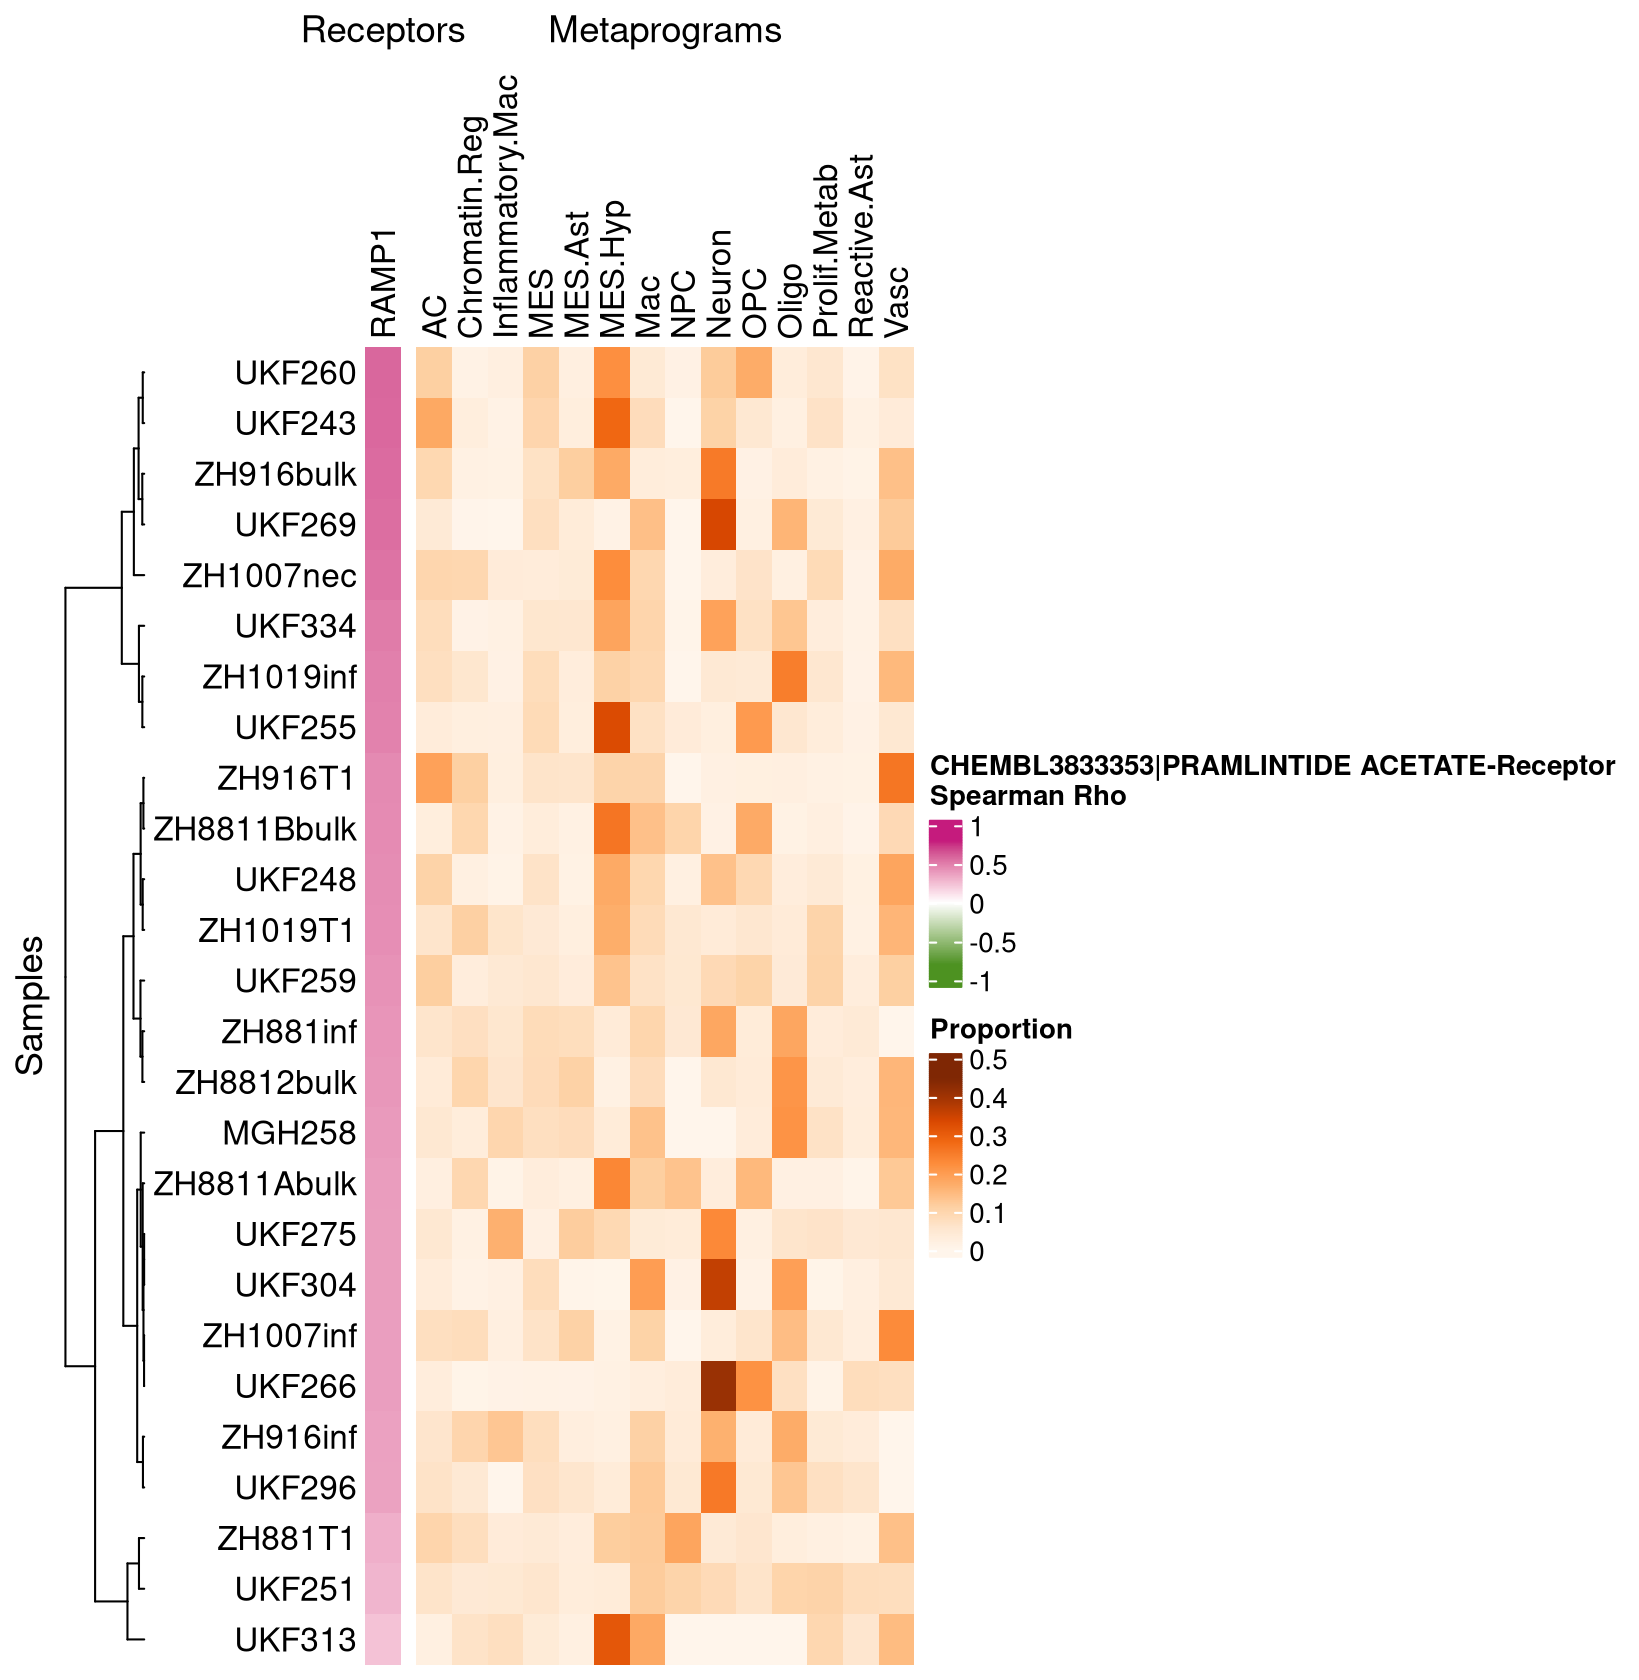 Receptors Metaprograms
RAMP1 AC Chromatin.Reg Inflammatory.Mac MES MES.Ast MES.Hyp Mac NPC Neuron OPC Oligo Prolif.Metab Reactive.Ast Vasc
Samples
UKF260
UKF243
ZH916bulk
UKF269
ZH1007nec
UKF334
ZH1019inf
UKF255
ZH916T1
ZH8811Bbulk
UKF248
ZH1019T1
UKF259
ZH881inf
ZH8812bulk
MGH258
ZH8811Abulk
UKF275
UKF304
ZH1007inf
UKF266
ZH916inf
UKF296
ZH881T1
UKF251
UKF313
CHEMBL3833353|PRAMLINTIDE ACETATE-Receptor
Spearman Rho
1
0.5
0
-0.5
-1
Proportion
0.5
0.4
0.3
0.2
0.1
0